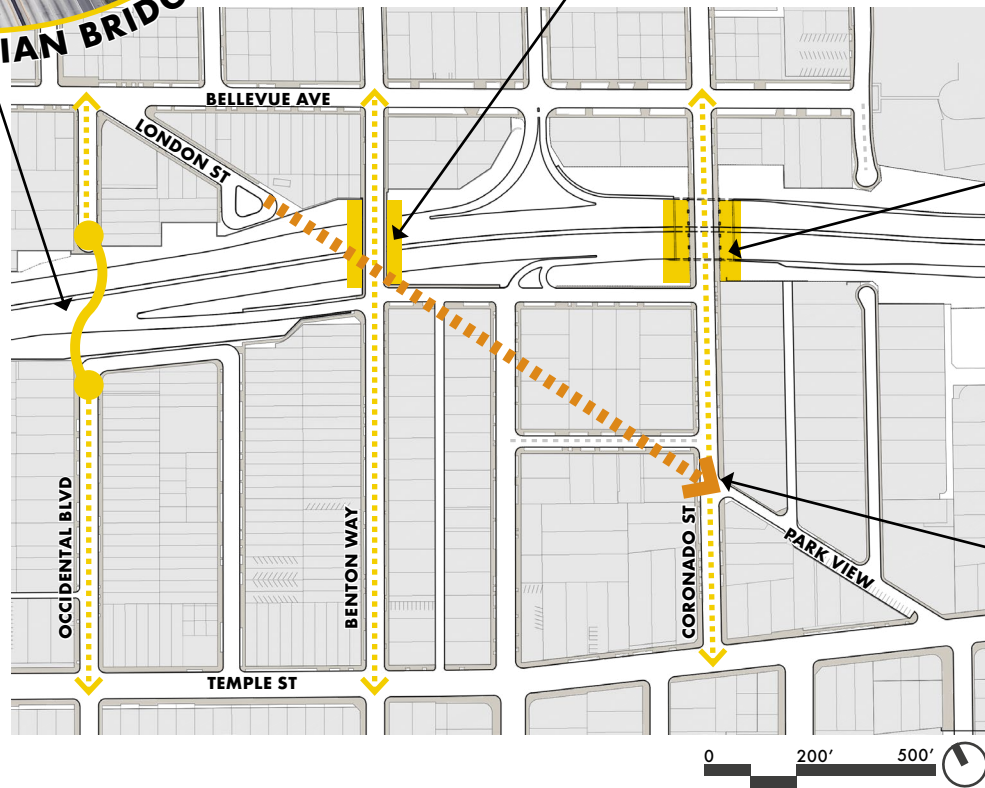 IAN BRIDG
BELLEVUE AVE
LONDON ST
OCCIDENTAL BLVD
BENTON WAY
CORONADO ST
PARK VIEW
TEMPLE ST
0 200’ 500’